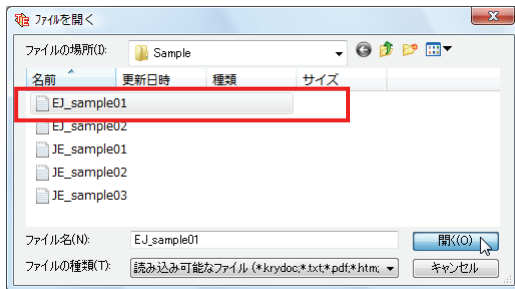 ファイルを開く
ファイルの場所(I): Sample
名前 更新日時 種類 サイズ
EJ_sample01
EJ_sample02
JE_sample01
JE_sample02
JE_sample03
ファイル名(N): EJ_sample01 開く(O)
ファイルの種類(T): 読み込み可能なファイル (*krydoc;*.txt;*pdf;*htm; キャンセル